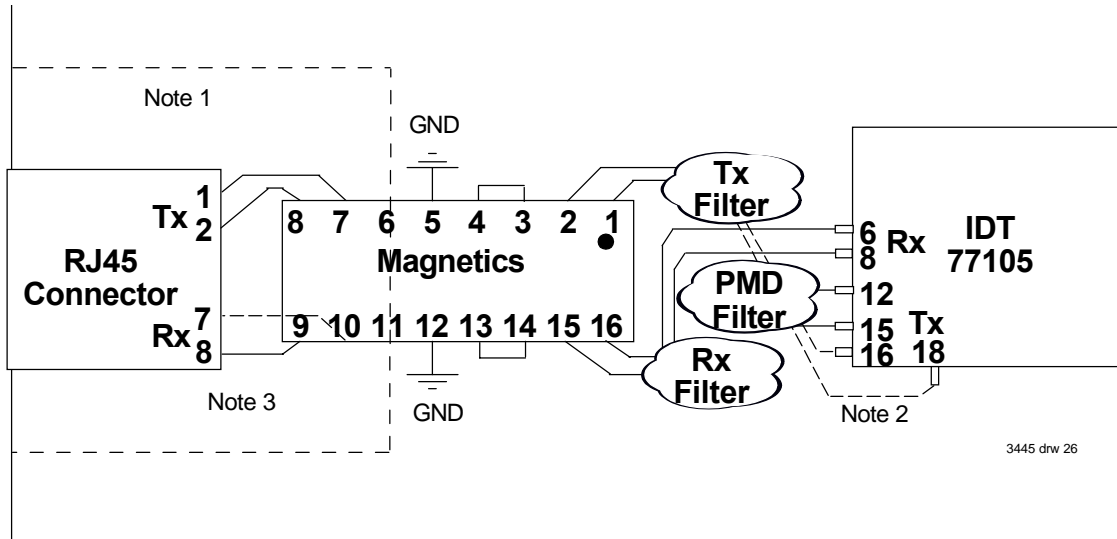 Note 1
GND
1
Tx
2
RJ45
Connector
7
Rx
8
Note 3
8 7 6 5 4 3 2 1
Magnetics
9 10 11 12 13 14 15 16
GND
Tx
Filter
PMD
Filter
Rx
Filter
6
Rx
8
IDT
77105
12
15
Tx
16
18
Note 2
3445 drw 26